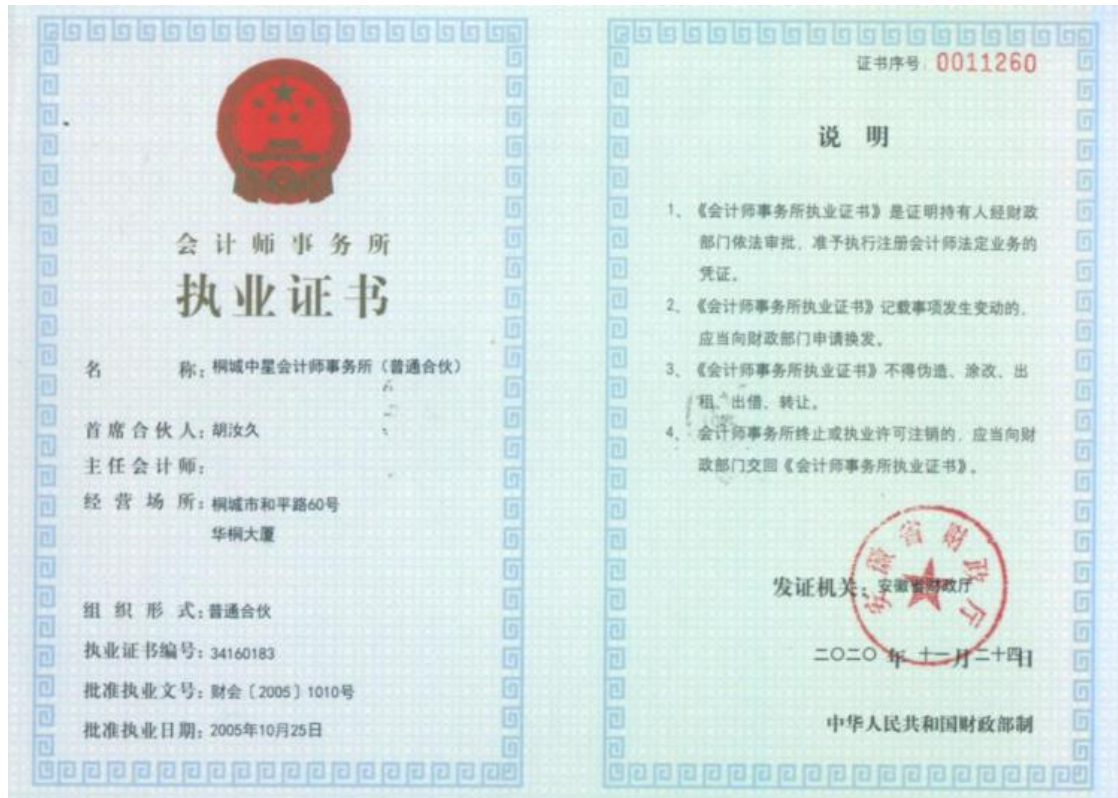 会计师事务所
执业证书
名 称：桐城中星会计师事务所（普通合伙）
首席合伙人：胡汝久
主任会计师：
经营场所：桐城市和平路60号
华桐大厦
组织形式：普通合伙
执业证书编号：34160183
批准执业文号：财会〔2005〕1010号
批准执业日期：2005年10月25日
证书序号：0011260
说 明
1、《会计师事务所执业证书》是证明持有人经财政
部门依法审批，准予执行注册会计师法定业务的
凭证。
2、《会计师事务所执业证书》记载事项发生变动的，
应当向财政部门申请换发。
3、《会计师事务所执业证书》不得伪造、涂改、出
租、出借、转让。
4、会计师事务所终止或执业许可注销的，应当向财
政部门交回《会计师事务所执业证书》。
发证机关：安徽省财政厅
安徽省财政厅
二〇二〇年十一月二十四日
中华人民共和国财政部制